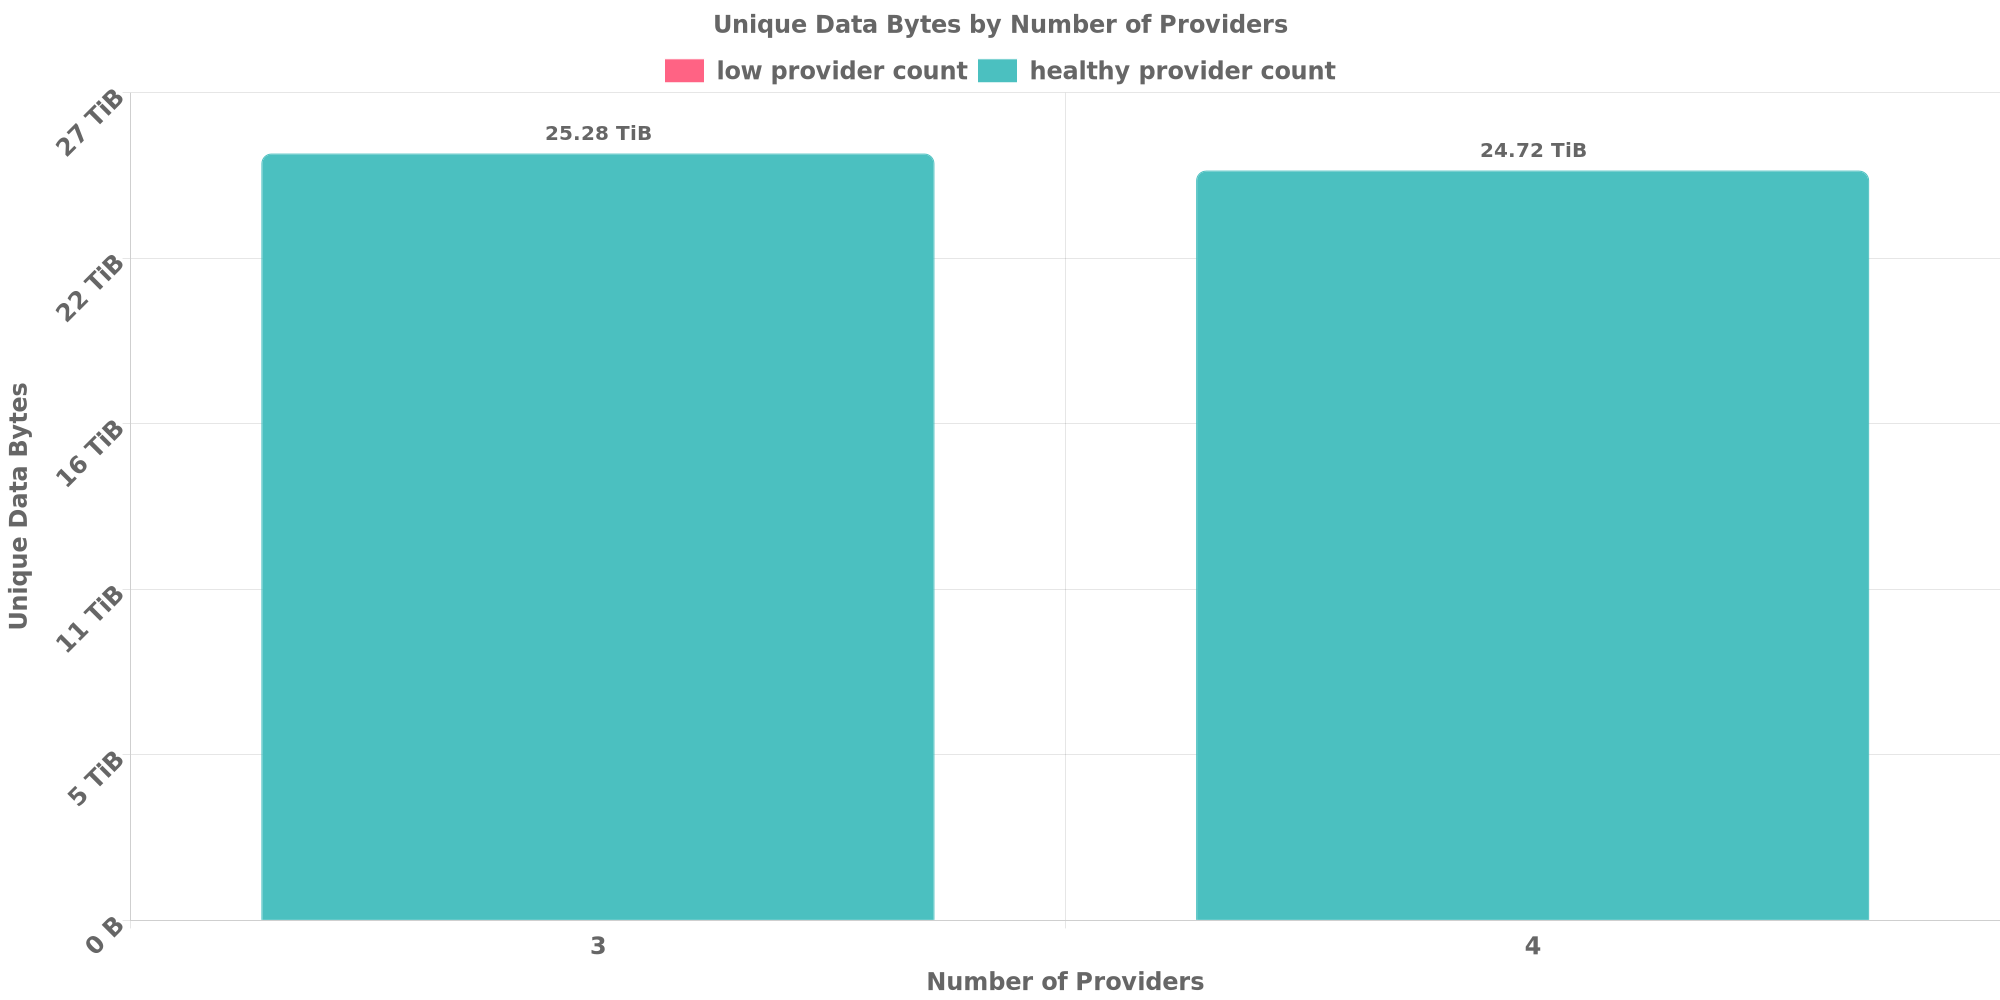 Unique Data Bytes by Number of Providers
low provider count healthy provider count
27 TiB
22 TiB
16 TiB
11 TiB
5 TiB
0 B
Unique Data Bytes
25.28 TiB
24.72 TiB
3
4
Number of Providers